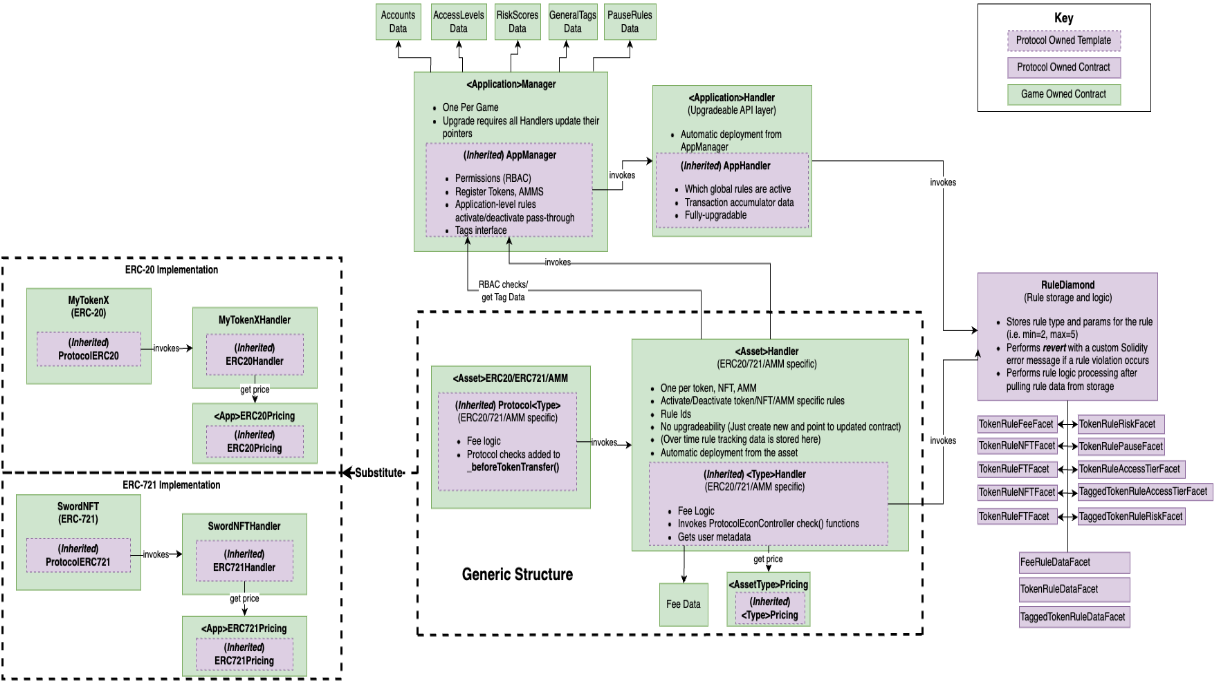 Accounts
Data
AccessLevels
Data
RiskScores
Data
GeneralTags
Data
PauseRules
Data
Key
Protocol Owned Template
Protocol Owned Contract
Game Owned Contract
<Application>Manager
• One Per Game
• Upgrade requires all Handlers update their
pointers
(Inherited) AppManager
• Permissions (RBAC)
• Register Tokens, AMMS
• Application-level rules
activate/deactivate pass-through
• Tags interface
invokes
<Application>Handler
(Upgradeable API layer)
• Automatic deployment from
AppManager
(Inherited) AppHandler
• Which global rules are active
• Transaction accumulator data
• Fully-upgradable
invokes
invokes
RBAC checks/
get Tag Data
ERC-20 Implementation
MyTokenX
(ERC-20)
(Inherited)
ProtocolERC20
invokes
MyTokenXHandler
(Inherited)
ERC20Handler
get price
<App>ERC20Pricing
(Inherited)
ERC20Pricing
Substitute
ERC-721 Implementation
SwordNFT
(ERC-721)
(Inherited)
ProtocolERC721
invokes
SwordNFTHandler
(Inherited)
ERC721Handler
get price
<App>ERC721Pricing
(Inherited)
ERC721Pricing
<Asset>ERC20/ERC721/AMM
(Inherited) Protocol<Type>
(ERC20/721/AMM specific)
• Fee logic
• Protocol checks added to
_beforeTokenTransfer()
invokes
<Asset>Handler
(ERC20/721/AMM specific)
• One per token, NFT, AMM
• Activate/Deactivate token/NFT/AMM specific rules
• Rule Ids
• No upgradeability (Just create new and point to updated contract)
• (Over time rule tracking data is stored here)
• Automatic deployment from the asset
(Inherited) <Type>Handler
(ERC20/721/AMM specific)
• Fee Logic
• Invokes ProtocolEconController check() functions
• Gets user metadata
invokes
get price
Generic Structure
Fee Data
<AssetType>Pricing
(Inherited)
<Type>Pricing
RuleDiamond
(Rule storage and logic)
• Stores rule type and params for the rule
(i.e. min=2, max=5)
• Performs revert with a custom Solidity
error message if a rule violation occurs
• Performs rule logic processing after
pulling rule data from storage
TokenRuleFeeFacet
TokenRuleRiskFacet
TokenRuleNFTFacet
TokenRulePauseFacet
TokenRuleFTFacet
TokenRuleAccessTierFacet
TokenRuleNFTFacet
TaggedTokenRuleAccessTierFacet
TokenRuleFTFacet
TaggedTokenRuleRiskFacet
FeeRuleDataFacet
TokenRuleDataFacet
TaggedTokenRuleDataFacet